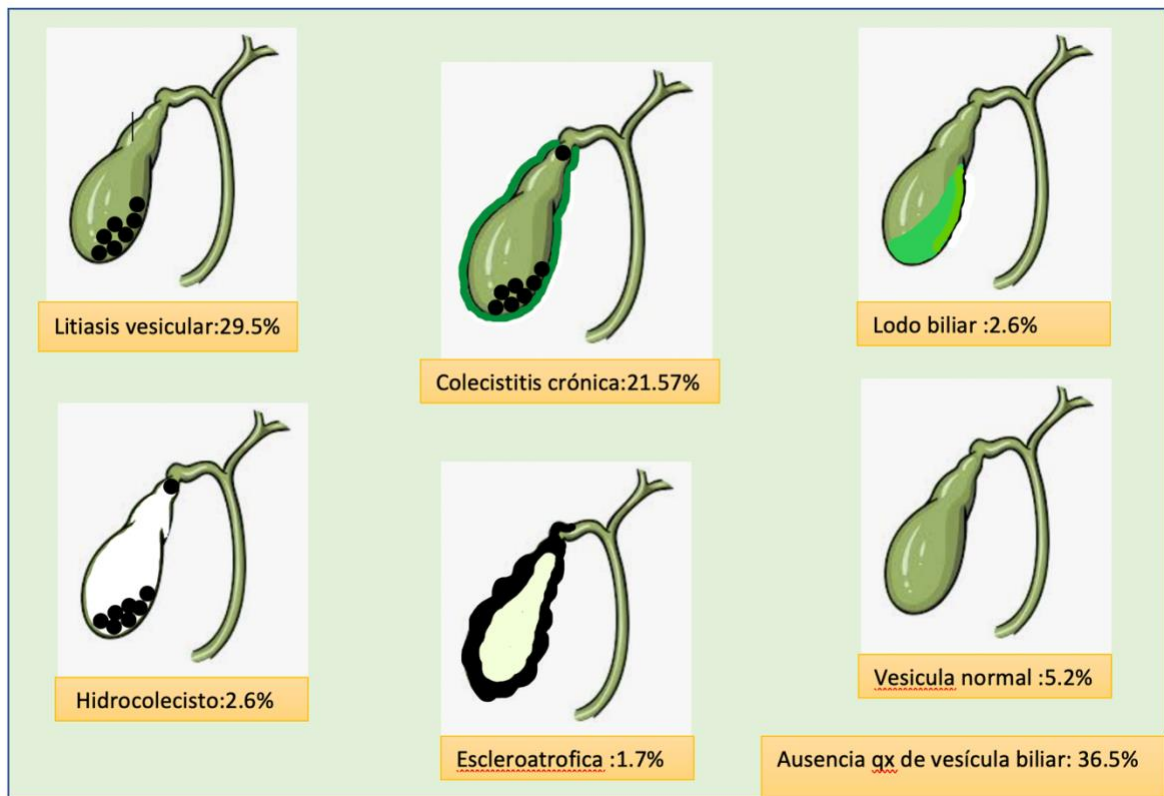 Litiasis vesicular:29.5%
Colecistitis crónica:21.57%
Lodo biliar :2.6%
Hidrocolecisto:2.6%
Escleroatrofica :1.7%
Vesicula normal :5.2%
Ausencia qx de vesícula biliar: 36.5%